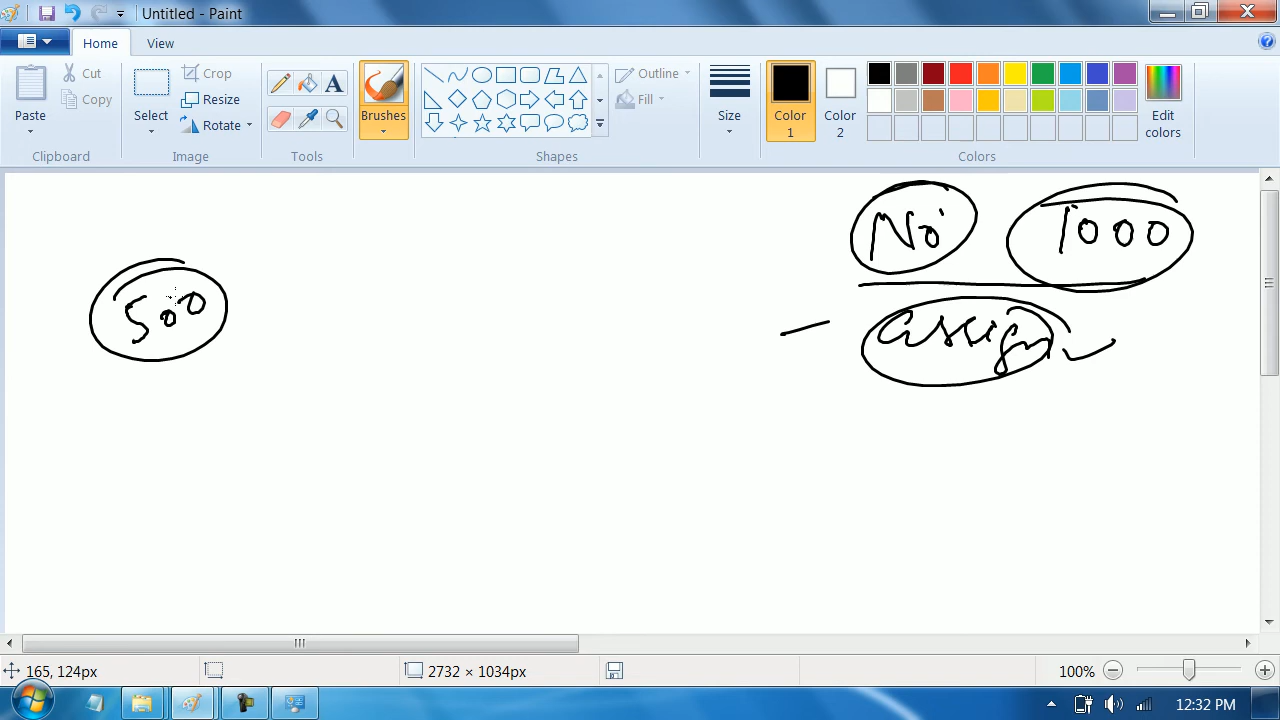 Untitled - Paint
Home View
Cut
Copy
Paste
Clipboard
Select
Crop
Resize
Rotate
Image
Tools
Brushes
Shapes
Outline
Fill
Size
Color 1
Color 2
Edit colors
Colors
No 1000
500
assign
165, 124px
2732 × 1034px
100%
12:32 PM